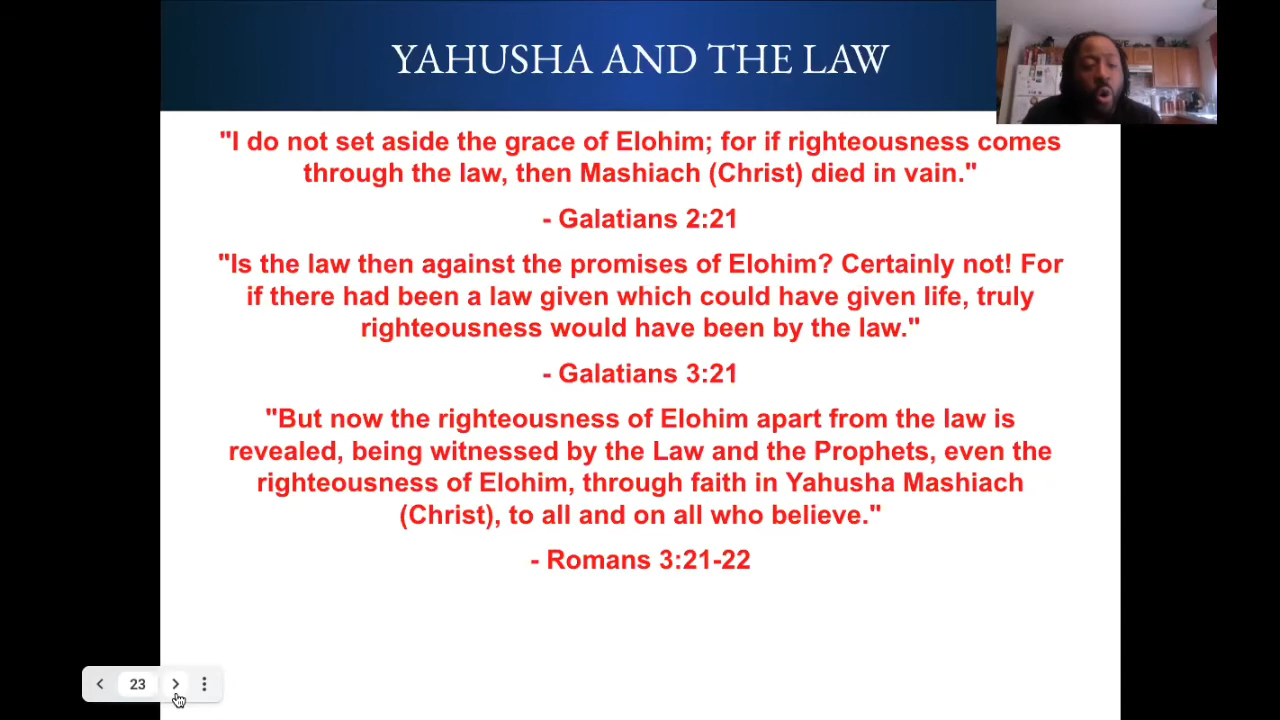 YAHUSHA AND THE LAW
"I do not set aside the grace of Elohim; for if righteousness comes
through the law, then Mashiach (Christ) died in vain."
- Galatians 2:21
"Is the law then against the promises of Elohim? Certainly not! For
if there had been a law given which could have given life, truly
righteousness would have been by the law."
- Galatians 3:21
"But now the righteousness of Elohim apart from the law is
revealed, being witnessed by the Law and the Prophets, even the
righteousness of Elohim, through faith in Yahusha Mashiach
(Christ), to all and on all who believe."
- Romans 3:21-22
23